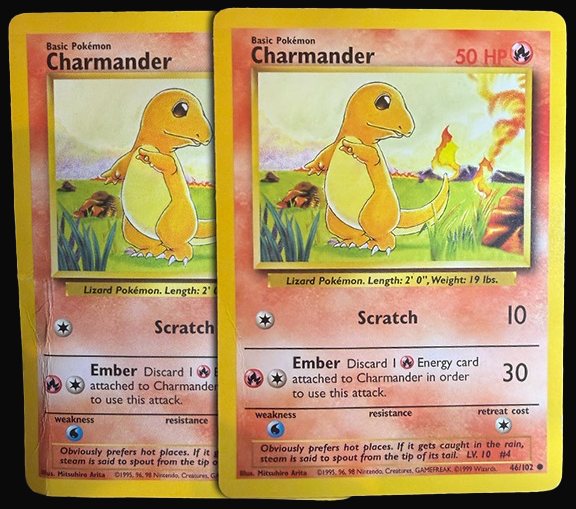 Basic Pokémon
Charmander
Lizard Pokémon. Length: 2' 0
Scratch
Ember Discard 1 E
attached to Charmander
to use this attack.
weakness
resistance
Obviously prefers hot places. If it g
steam is said to spout from the tip o
Illus. Mitsuhiro Arita
©1995, 96, 98 Nintendo, Creatures,
Basic Pokémon
Charmander
50 HP
Lizard Pokémon. Length: 2' 0", Weight: 19 lbs.
Scratch 10
Ember Discard 1 Energy card
attached to Charmander in order
to use this attack.
30
weakness
resistance
retreat cost
Obviously prefers hot places. If it gets caught in the rain,
steam is said to spout from the tip of its tail. LV. 10 #4
Illus. Mitsuhiro Arita
©1995, 96, 98 Nintendo, Creatures, GAMEFREAK. ©1999 Wizards.
46/102